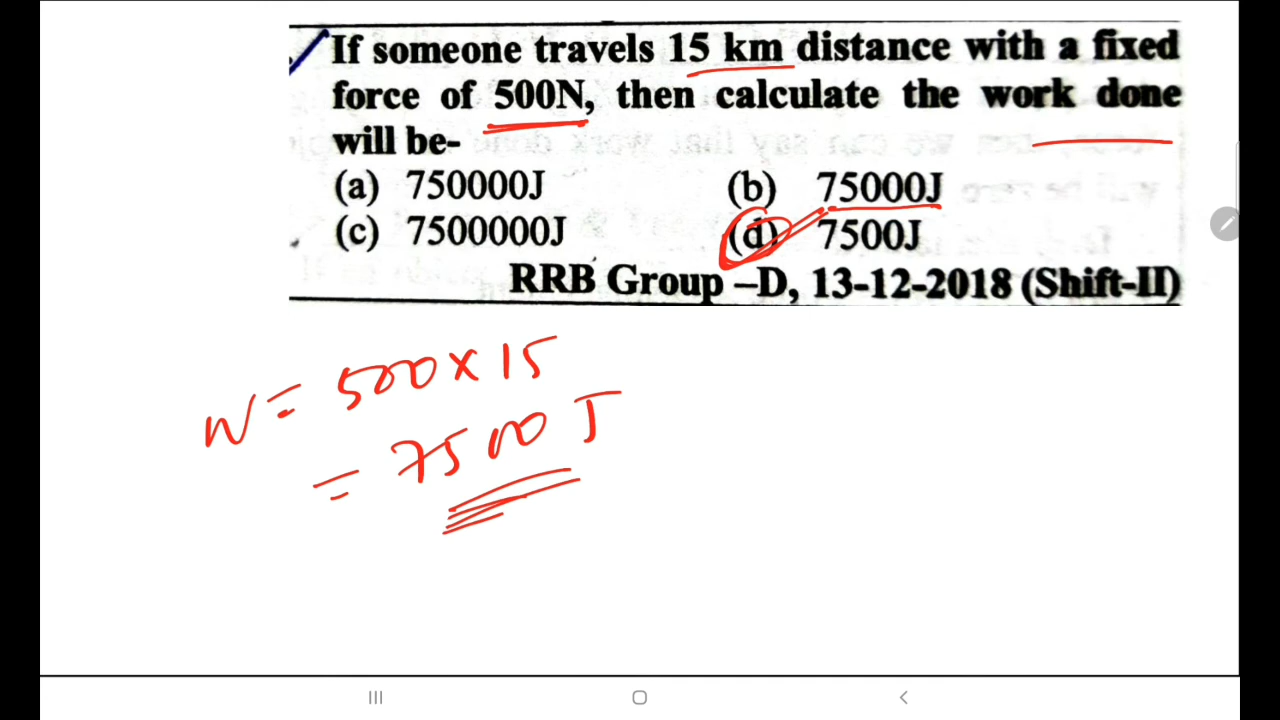 If someone travels 15 km distance with a fixed
force of 500N, then calculate the work done
will be-
(a) 750000J (b) 75000J
(c) 7500000J (d) 7500J
RRB Group –D, 13-12-2018 (Shift-II)
W = 500 × 15
= 7500 J